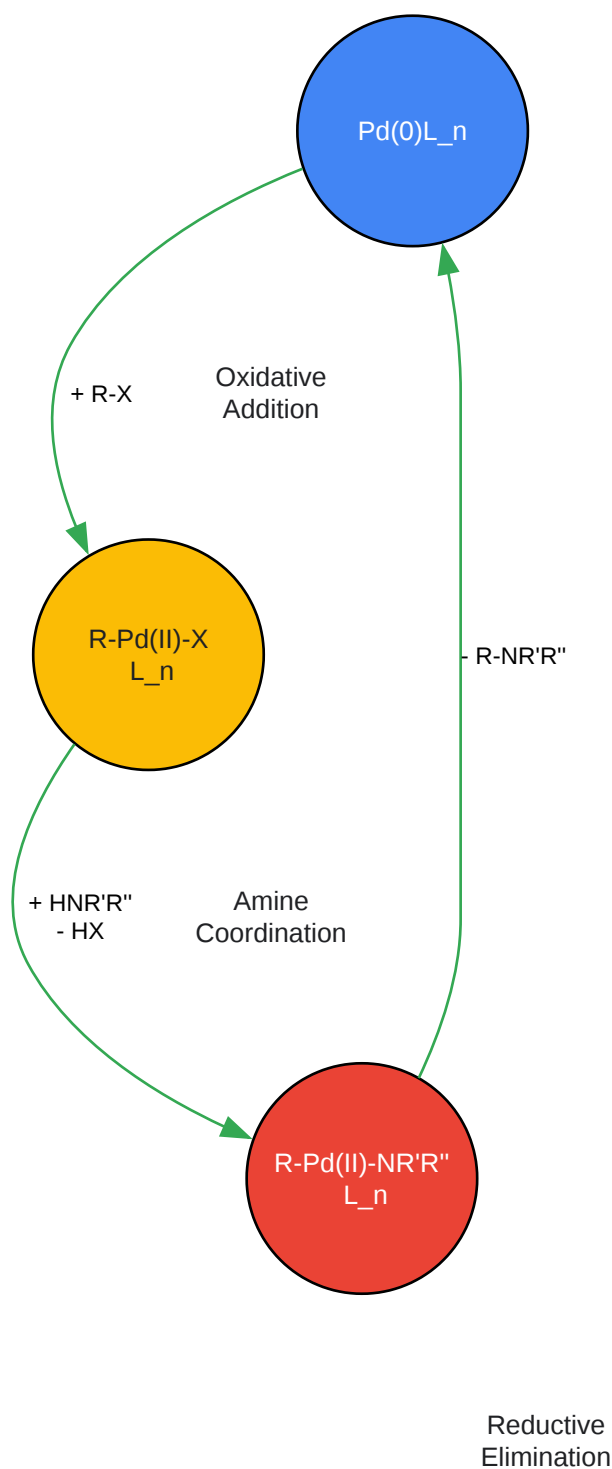 Pd(0)L_n
+ R-X
Oxidative
Addition
R-Pd(II)-X
L_n
- R-NR'R''
+ HNR'R''
- HX
Amine
Coordination
R-Pd(II)-NR'R''
L_n
Reductive
Elimination